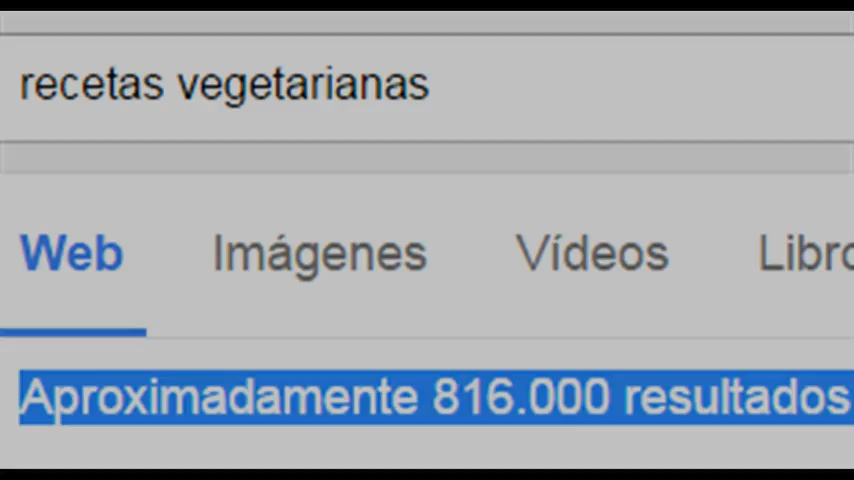 recetas vegetarianas
Web Imágenes Vídeos
Aproximadamente 816.000 resultados